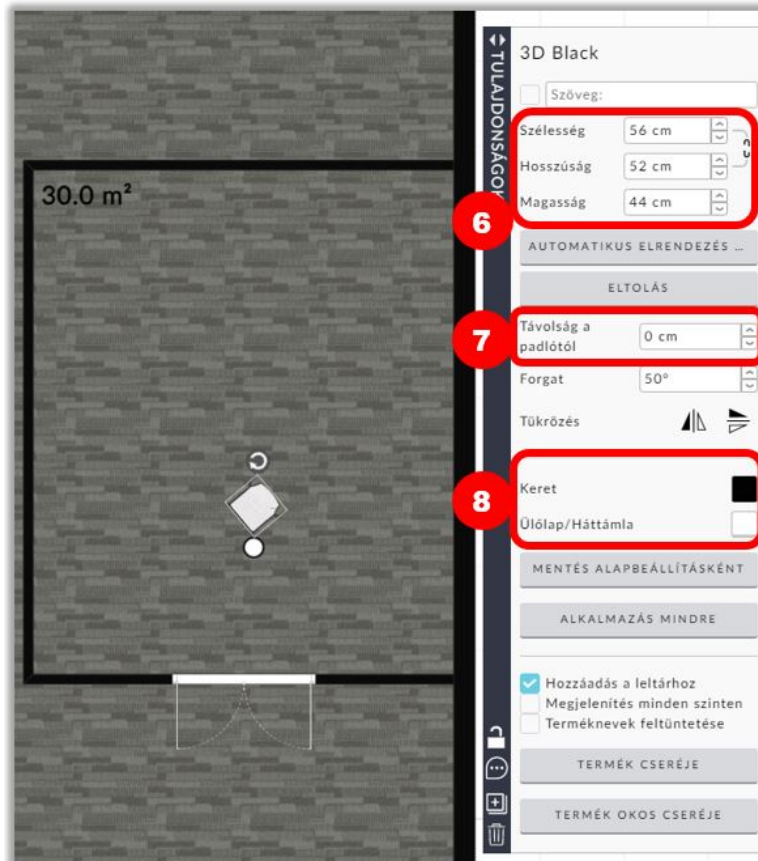 30.0 m²
TULAJDONSÁGOK
3D Black
Szöveg:
Szélesség 56 cm
Hosszúság 52 cm
Magasság 44 cm
6
AUTOMATIKUS ELRENDEZÉS ...
ELTOLÁS
7
Távolság a
padlótól 0 cm
Forgat 50°
Tükrözés
8
Keret
Ülőlap/Háttámla
MENTÉS ALAPBEÁLLÍTÁSKÉNT
ALKALMAZÁS MINDRE
Hozzáadás a leltárhoz
Megjelenítés minden szinten
Terméknevek feltüntetése
TERMÉK CSERÉJE
TERMÉK OKOS CSERÉJE